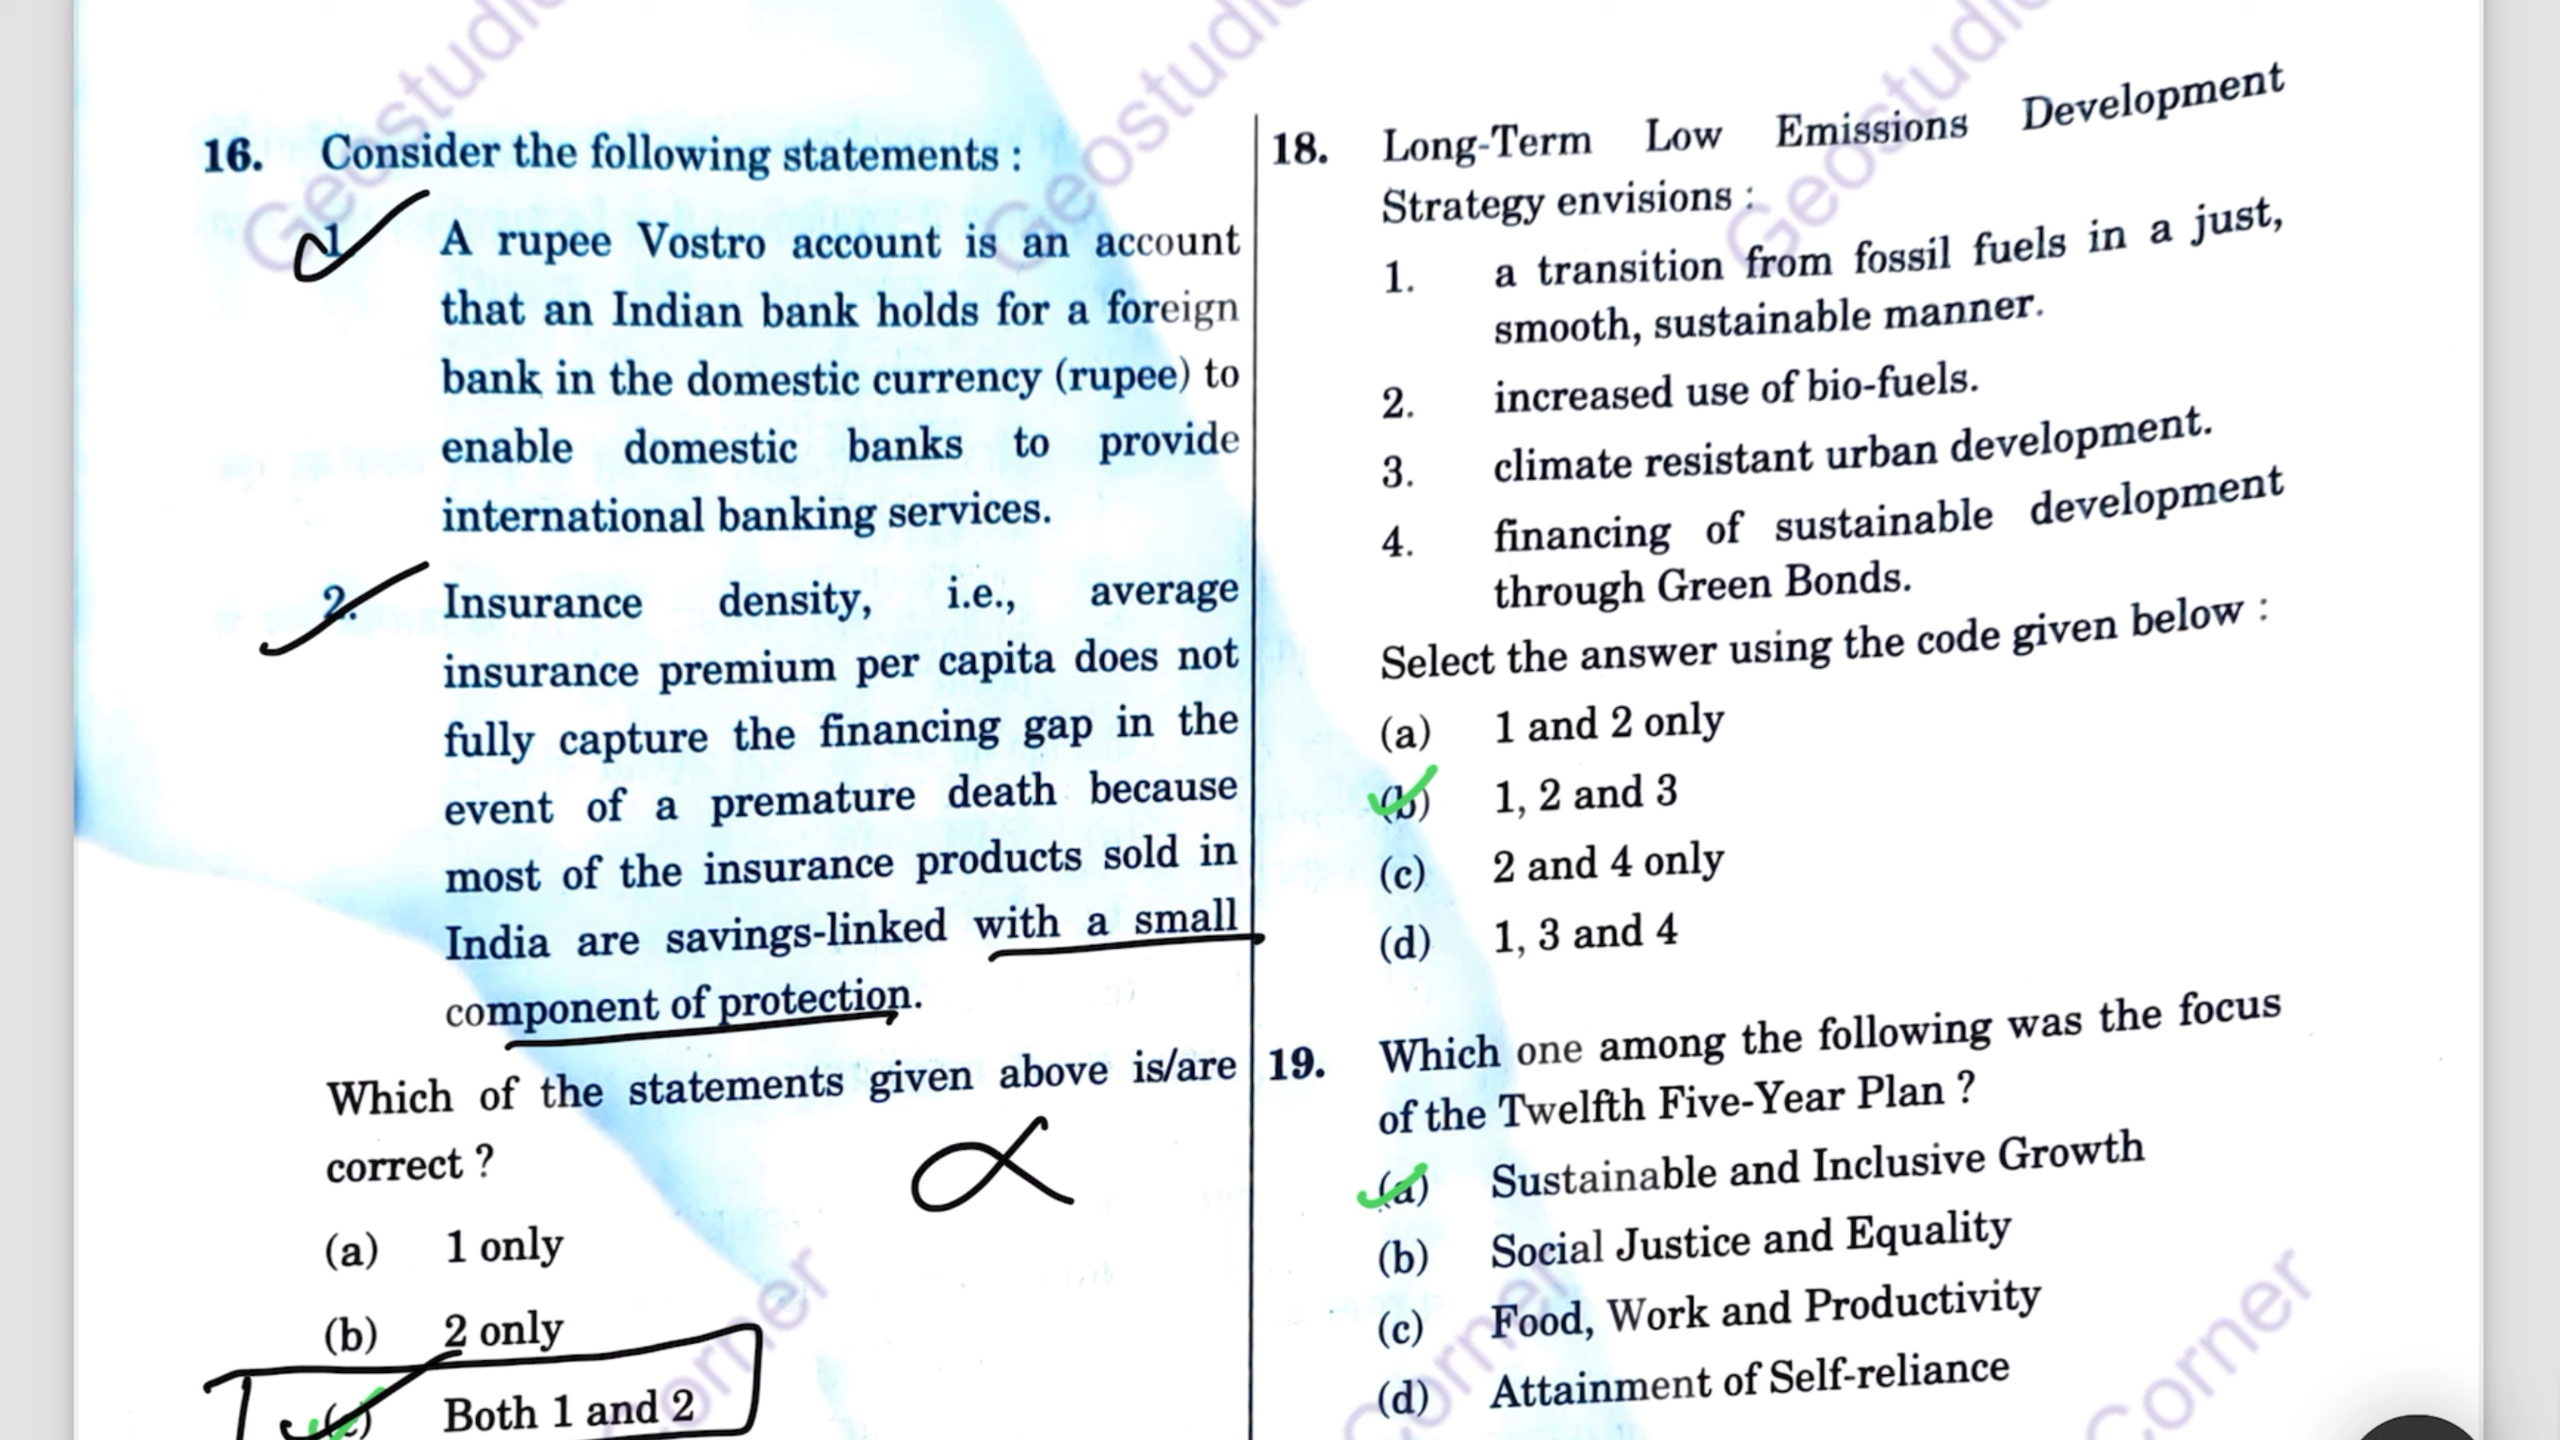 16. Consider the following statements :
1. A rupee Vostro account is an account
that an Indian bank holds for a foreign
bank in the domestic currency (rupee) to
enable domestic banks to provide
international banking services.
2. Insurance density, i.e., average
insurance premium per capita does not
fully capture the financing gap in the
event of a premature death because
most of the insurance products sold in
India are savings-linked with a small
component of protection.
Which of the statements given above is/are
correct ?
(a) 1 only
(b) 2 only
(c) Both 1 and 2
18. Long-Term Low Emissions Development
Strategy envisions :
1. a transition from fossil fuels in a just,
smooth, sustainable manner.
2. increased use of bio-fuels.
3. climate resistant urban development.
4. financing of sustainable development
through Green Bonds.
Select the answer using the code given below :
(a) 1 and 2 only
(b) 1, 2 and 3
(c) 2 and 4 only
(d) 1, 3 and 4
19. Which one among the following was the focus
of the Twelfth Five-Year Plan ?
(a) Sustainable and Inclusive Growth
(b) Social Justice and Equality
(c) Food, Work and Productivity
(d) Attainment of Self-reliance
Geostudio
Geostudio
Geostudio
Corner
Corner
Corner